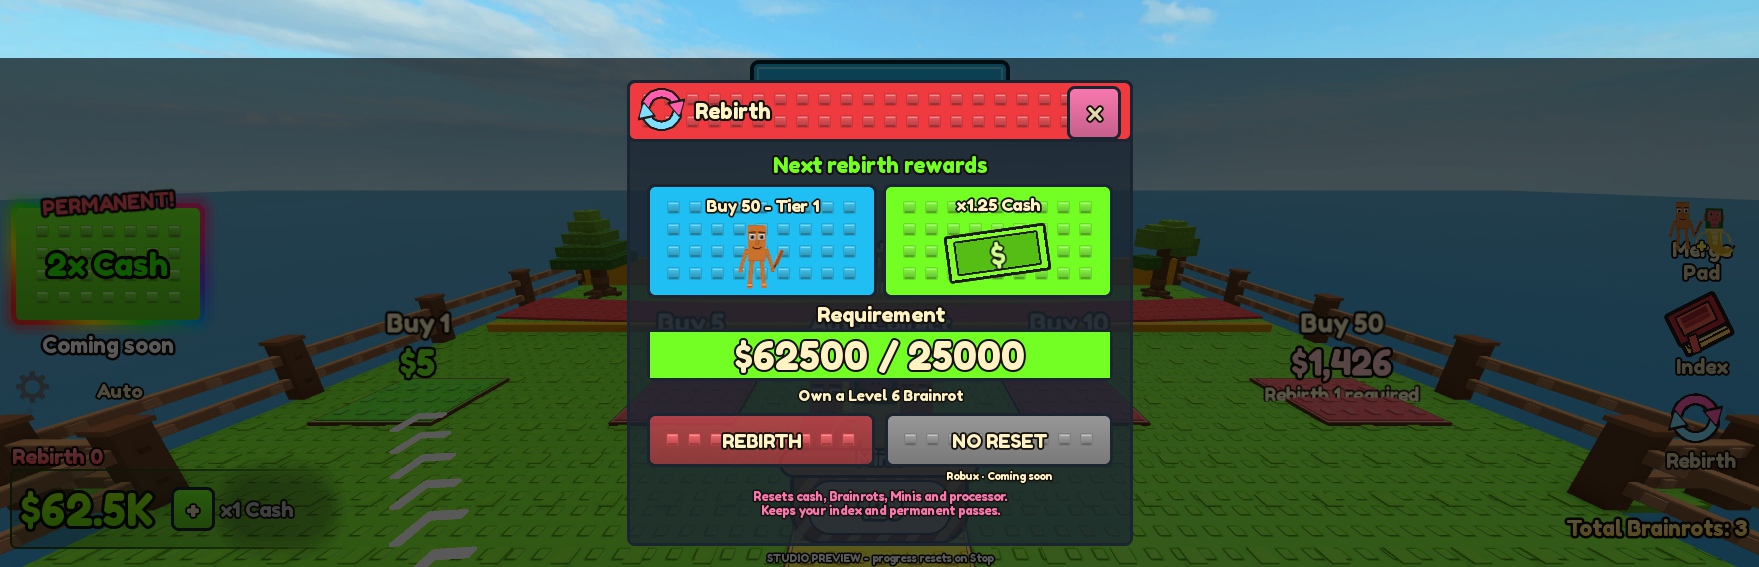 Rebirth
×
Next rebirth rewards
Buy 50 - Tier 1
x1.25 Cash
$
Requirement
$62500 / 25000
Own a Level 6 Brainrot
REBIRTH
NO RESET
Robux · Coming soon
Resets cash, Brainrots, Minis and processor.
Keeps your index and permanent passes.
STUDIO PREVIEW - progress resets on Stop
PERMANENT!
2x Cash
Coming soon
Auto
Rebirth 0
$62.5K
+
x1 Cash
Buy 1
$5
Buy 5
Buy 10
Buy 50
$1,426
Rebirth 1 required
Merge
Pad
Index
Rebirth
Total Brainrots: 3